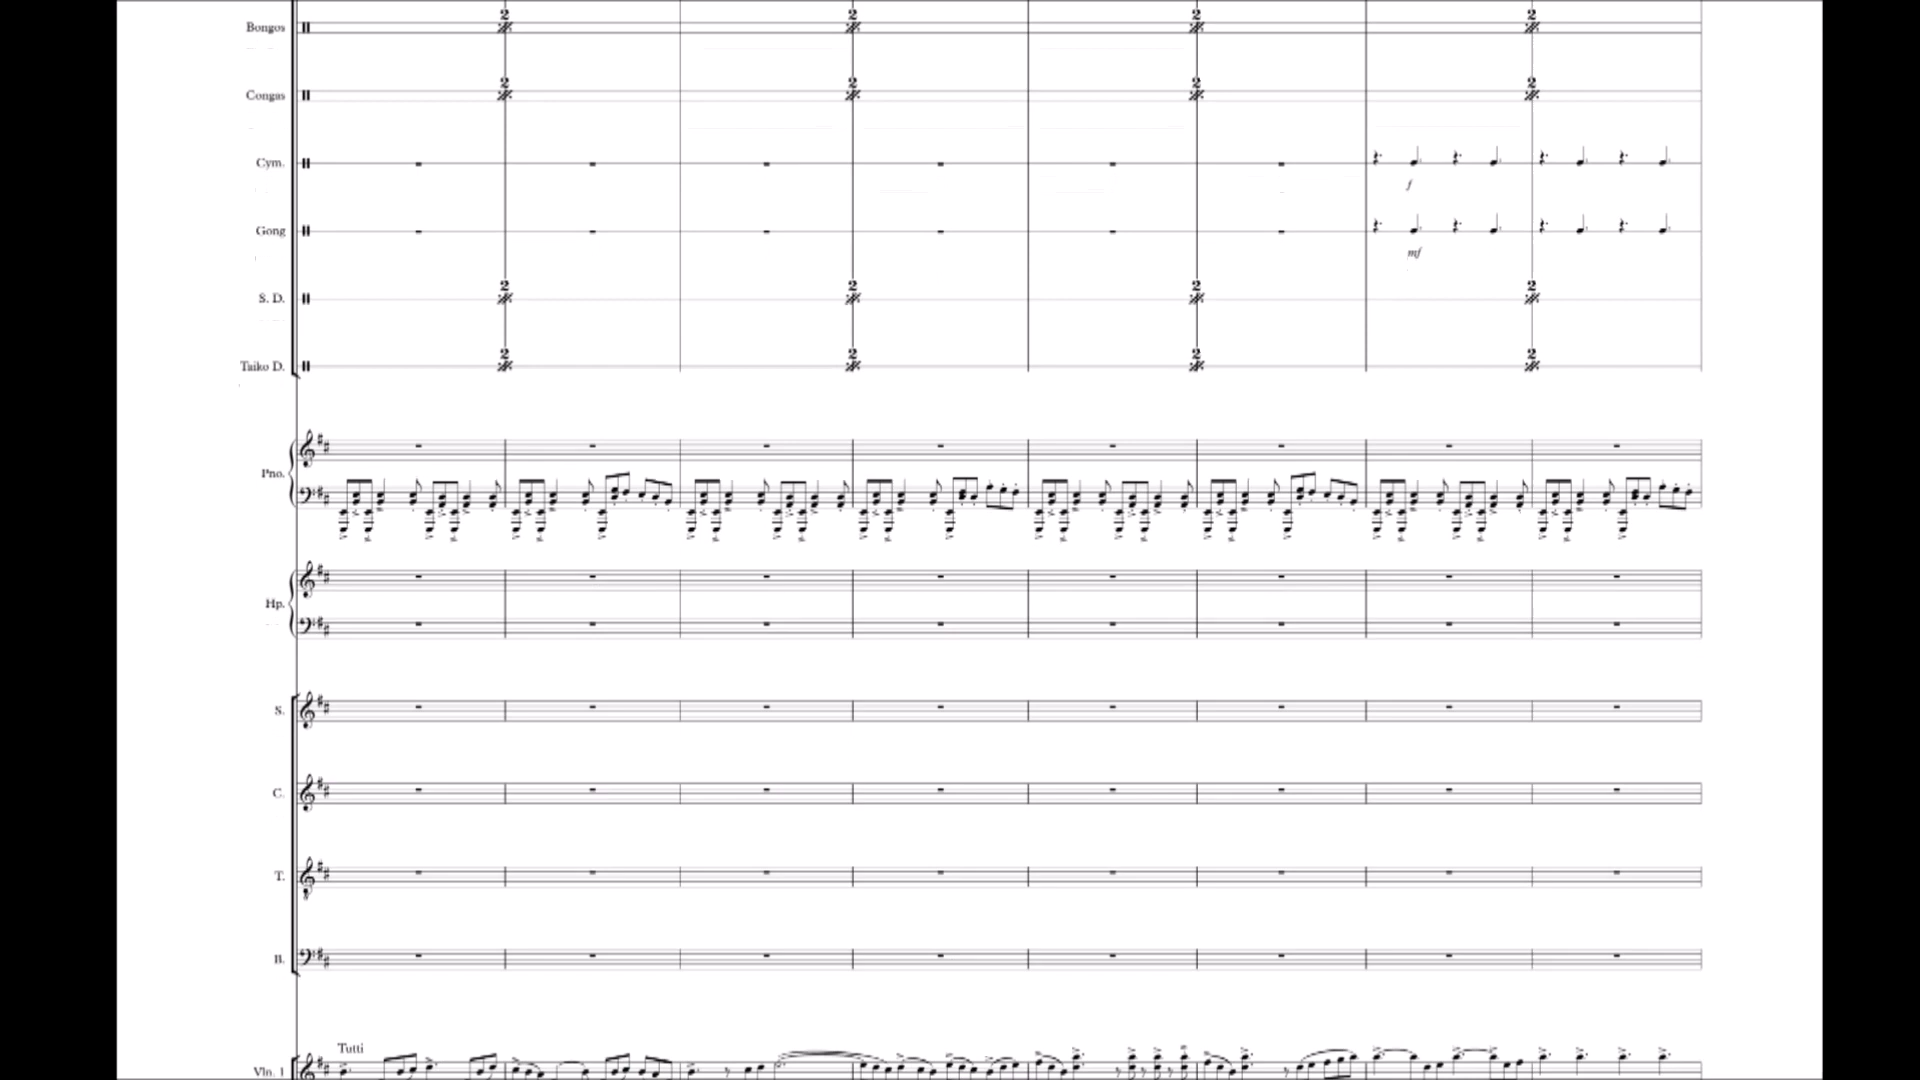 2 2 2 2
Bongos
2 2 2 2
Congas
Cym.
f
Gong
mf
2 2 2 2
S. D.
2 2 2 2
Taiko D.
Pno.
Hp.
S.
C.
T.
B.
Tutti
Vln. 1